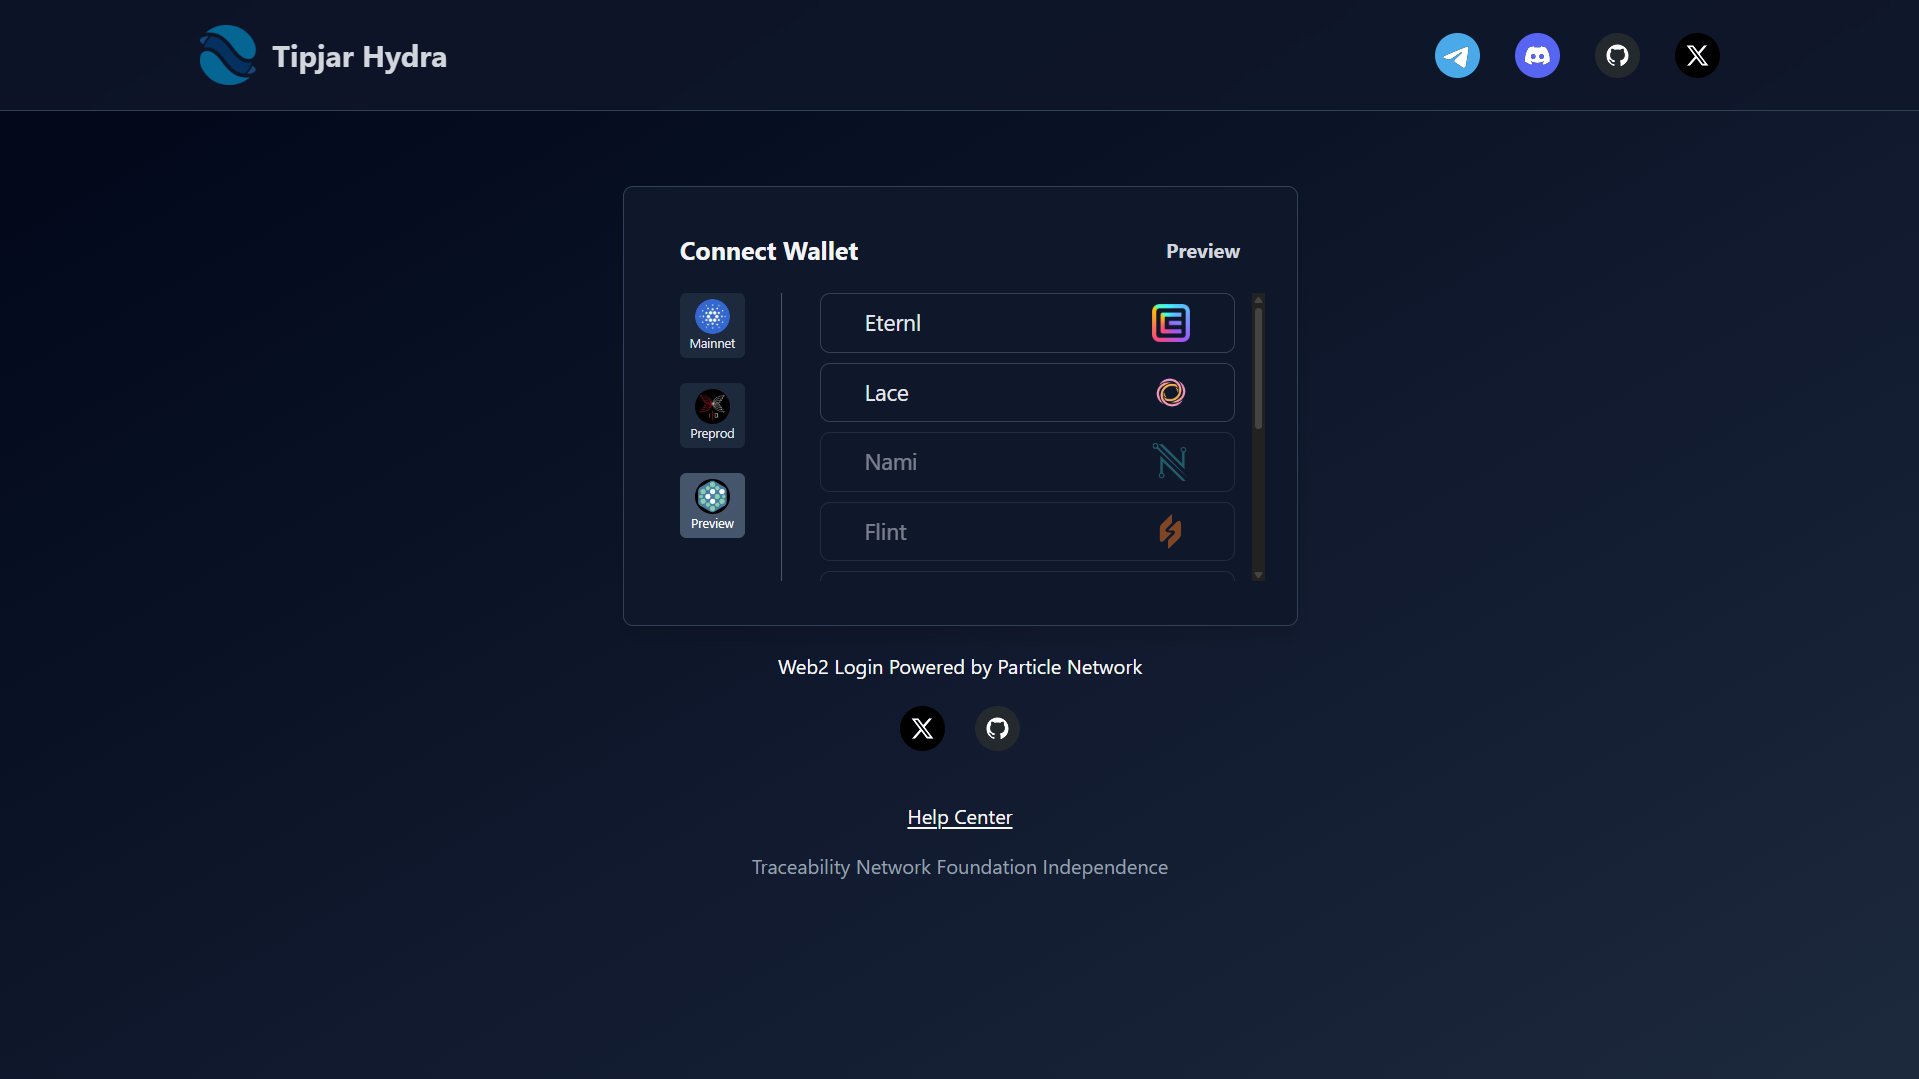 Tipjar Hydra
Connect Wallet
Preview
Mainnet
Preprod
Preview
Eternl
Lace
Nami
Flint
Web2 Login Powered by Particle Network
Help Center
Traceability Network Foundation Independence